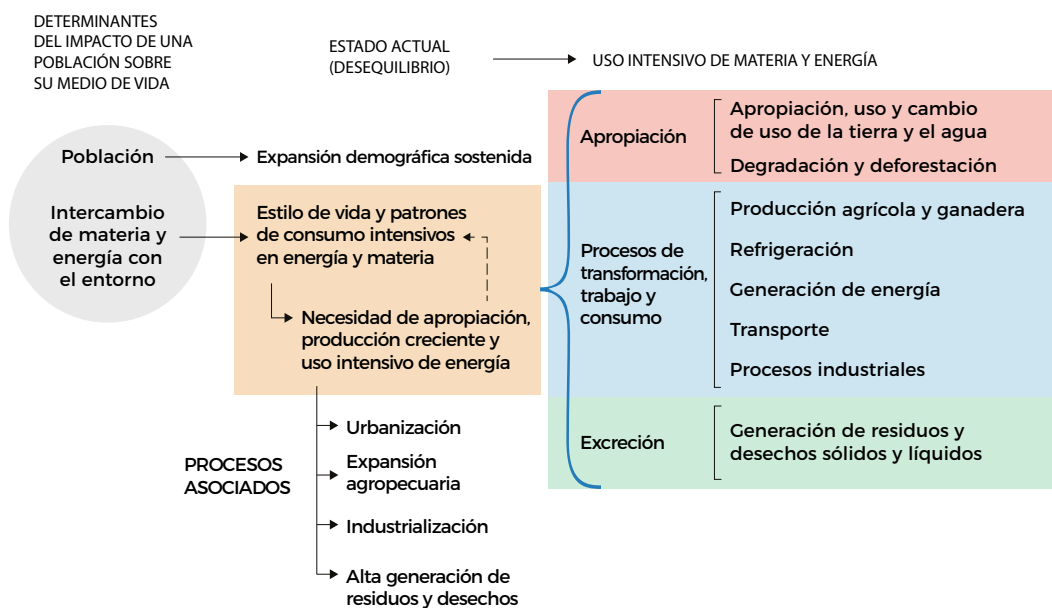 DETERMINANTES
DEL IMPACTO DE UNA
POBLACIÓN SOBRE
SU MEDIO DE VIDA
ESTADO ACTUAL
(DESEQUILIBRIO)
USO INTENSIVO DE MATERIA Y ENERGÍA
Población
Intercambio
de materia y
energía con
el entorno
Expansión demográfica sostenida
Estilo de vida y patrones
de consumo intensivos
en energía y materia
Necesidad de apropiación,
producción creciente y
uso intensivo de energía
PROCESOS
ASOCIADOS
Urbanización
Expansión
agropecuaria
Industrialización
Alta generación de
residuos y desechos
Apropiación
Apropiación, uso y cambio
de uso de la tierra y el agua
Degradación y deforestación
Procesos de
transformación,
trabajo y
consumo
Producción agrícola y ganadera
Refrigeración
Generación de energía
Transporte
Procesos industriales
Excreción
Generación de residuos y
desechos sólidos y líquidos